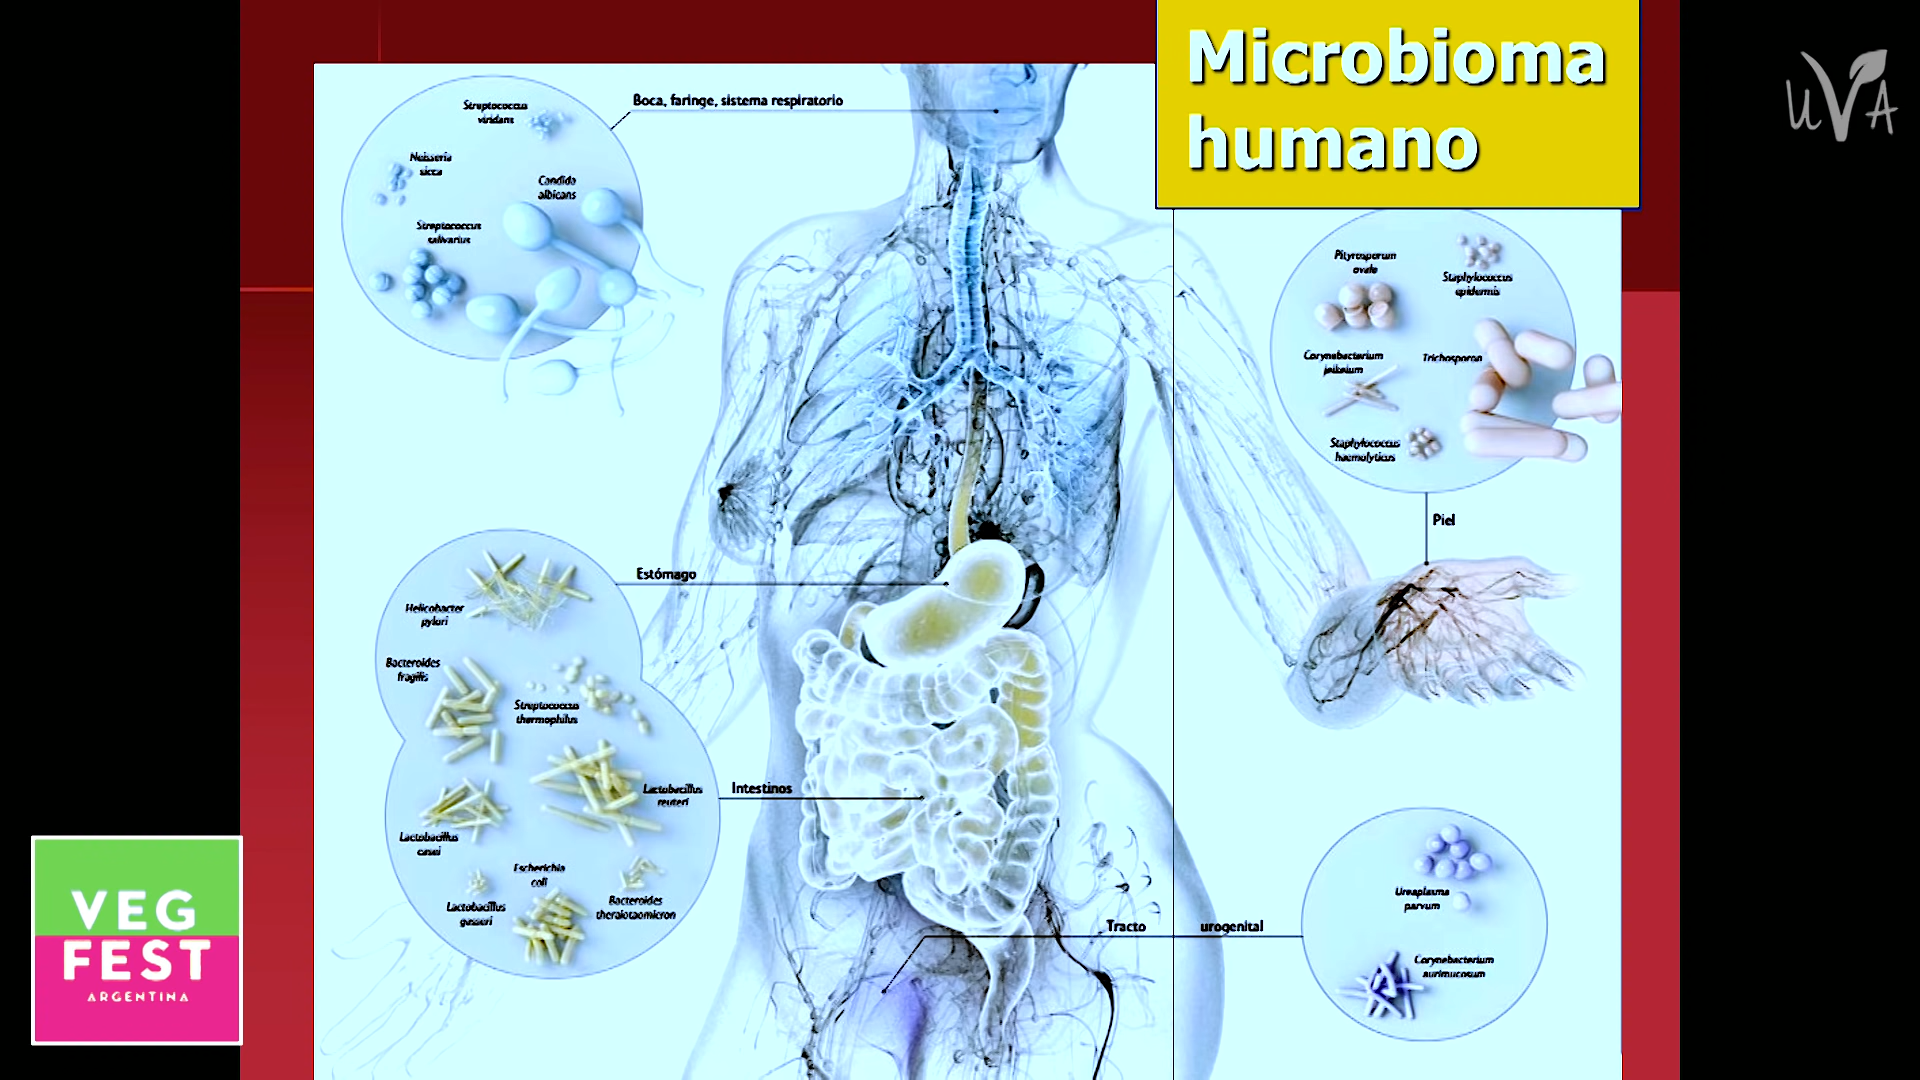 Microbioma
humano
UVA
Boca, faringe, sistema respiratorio
Streptococcus
viridans
Neisseria
sicca
Candida
albicans
Streptococcus
salivarius
Pityrosporum
ovale
Staphylococcus
epidermis
Corynebacterium
jeikeium
Trichosporon
Staphylococcus
haemolyticus
Piel
Estómago
Helicobacter
pylori
Bacteroides
fragilis
Streptococcus
thermophilus
Lactobacillus
reuteri
Intestinos
Lactobacillus
casei
Escherichia
coli
Lactobacillus
gasseri
Bacteroides
theraiotaomicron
Tracto urogenital
Ureaplasma
parvum
Corynebacterium
aurimucosum
VEG
FEST
ARGENTINA